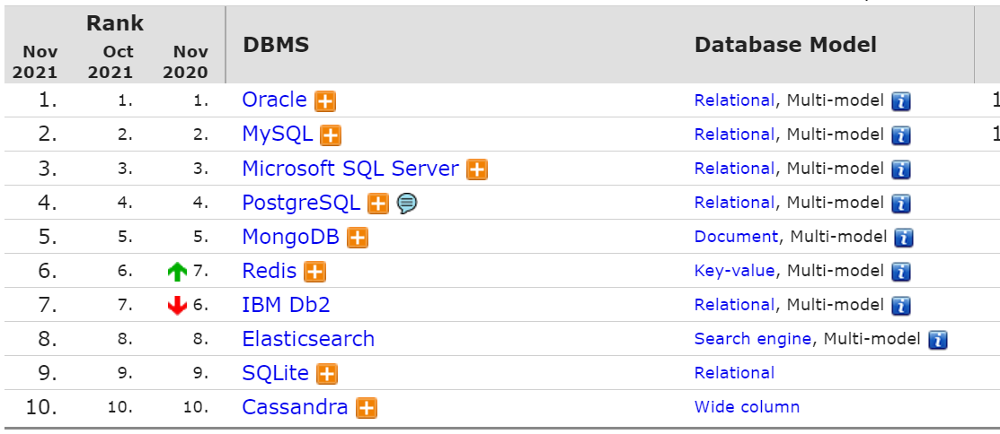 Rank
Nov 2021 Oct 2021 Nov 2020 DBMS Database Model
1. 1. 1. Oracle Relational, Multi-model 1
2. 2. 2. MySQL Relational, Multi-model 1
3. 3. 3. Microsoft SQL Server Relational, Multi-model
4. 4. 4. PostgreSQL Relational, Multi-model
5. 5. 5. MongoDB Document, Multi-model
6. 6. 7. Redis Key-value, Multi-model
7. 7. 6. IBM Db2 Relational, Multi-model
8. 8. 8. Elasticsearch Search engine, Multi-model
9. 9. 9. SQLite Relational
10. 10. 10. Cassandra Wide column